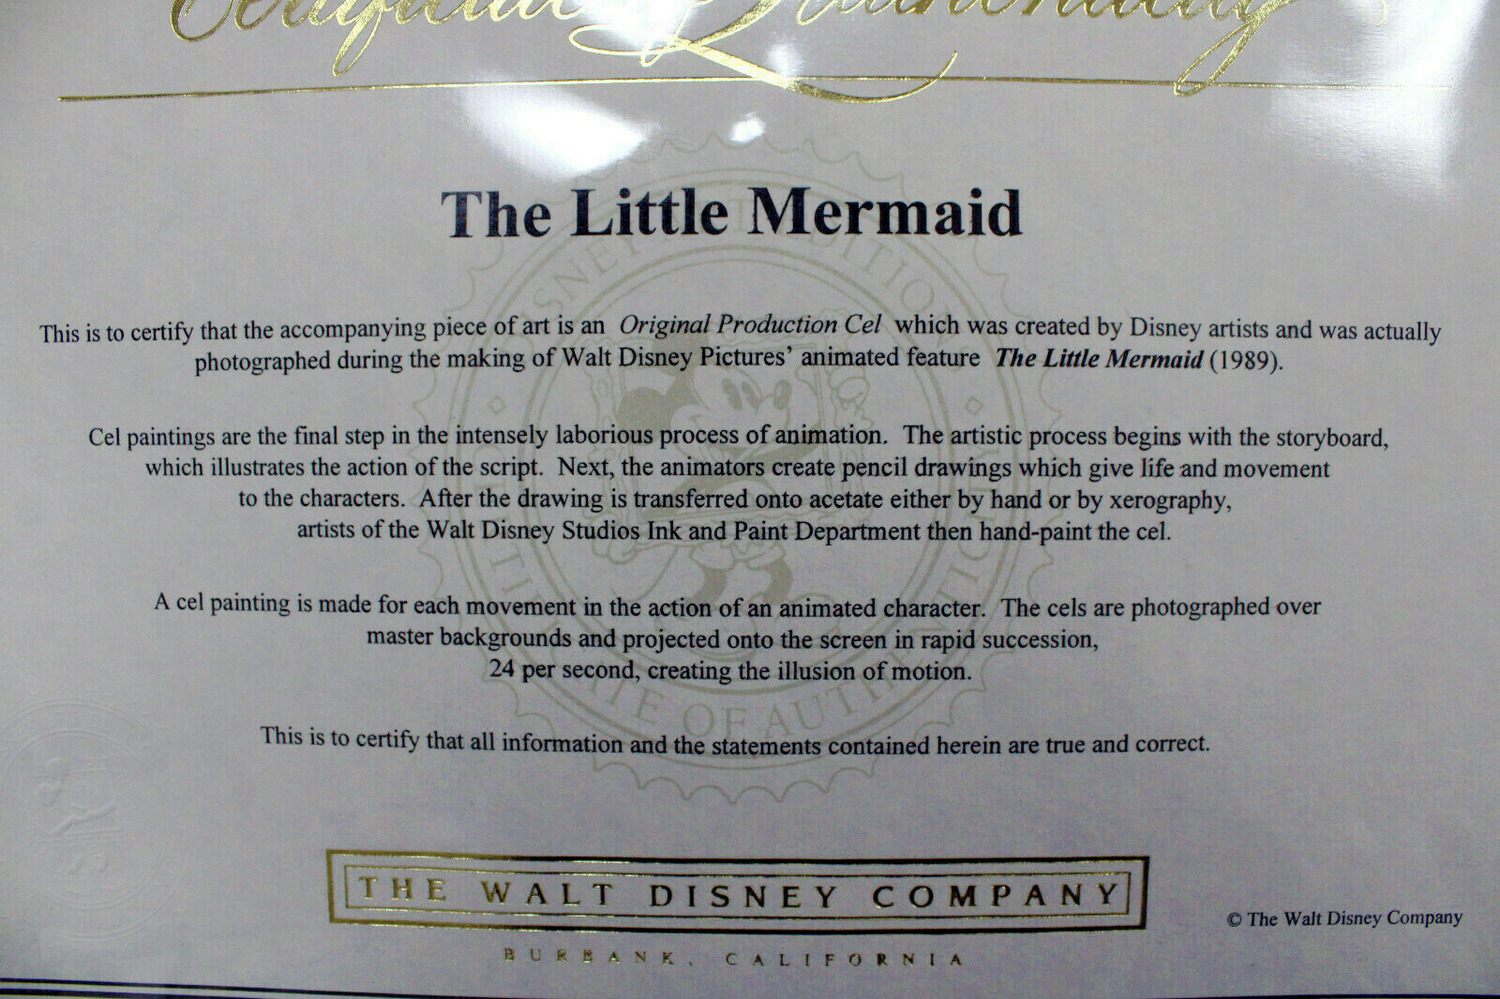 Certificate of Authenticity
The Little Mermaid
This is to certify that the accompanying piece of art is an Original Production Cel which was created by Disney artists and was actually
photographed during the making of Walt Disney Pictures' animated feature The Little Mermaid (1989).
Cel paintings are the final step in the intensely laborious process of animation. The artistic process begins with the storyboard,
which illustrates the action of the script. Next, the animators create pencil drawings which give life and movement
to the characters. After the drawing is transferred onto acetate either by hand or by xerography,
artists of the Walt Disney Studios Ink and Paint Department then hand-paint the cel.
A cel painting is made for each movement in the action of an animated character. The cels are photographed over
master backgrounds and projected onto the screen in rapid succession,
24 per second, creating the illusion of motion.
This is to certify that all information and the statements contained herein are true and correct.
THE WALT DISNEY COMPANY
© The Walt Disney Company
BURBANK, CALIFORNIA